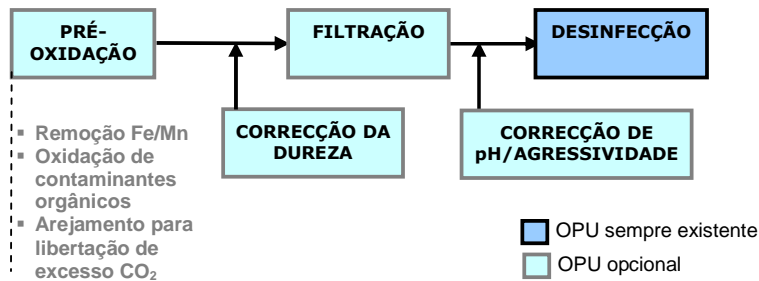 PRÉ-
OXIDAÇÃO
FILTRAÇÃO
DESINFECÇÃO
CORRECÇÃO DA
DUREZA
CORRECÇÃO DE
pH/AGRESSIVIDADE
▪ Remoção Fe/Mn
▪ Oxidação de
contaminantes
orgânicos
▪ Arejamento para
libertação de
excesso CO₂
OPU sempre existente
OPU opcional